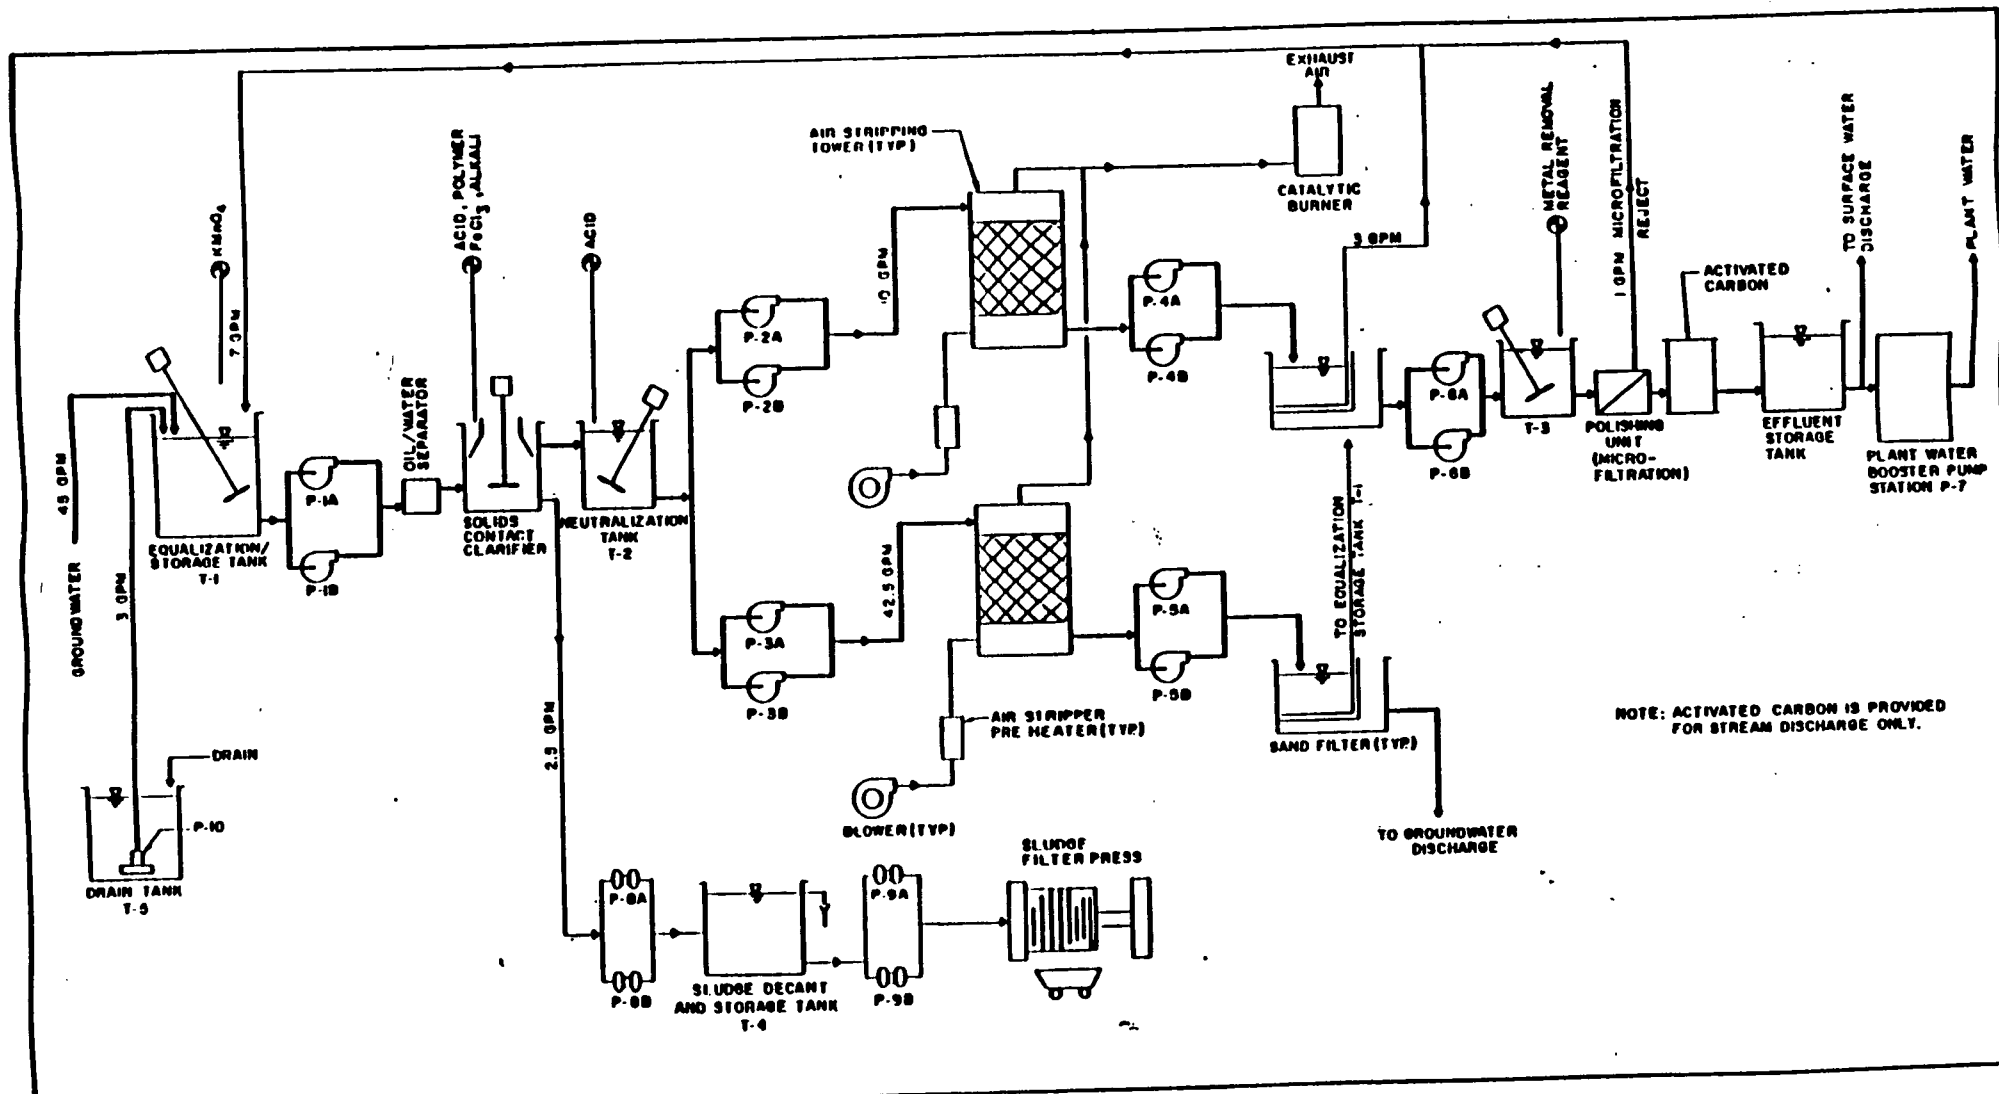 EXHAUST
AIR
AIR STRIPPING
TOWER (TYP)
CATALYTIC
BURNER
KMnO4
7 GPM
ACID, POLYMER
FeCl3, ALKALI
ACID
10 GPM
3 GPM
METAL REMOVAL
REAGENT
1 GPM MICROFILTRATION
REJECT
TO SURFACE WATER
DISCHARGE
PLANT WATER
ACTIVATED
CARBON
P-2A
P-2B
P-4A
P-4B
OIL/WATER
SEPARATOR
P-1A
P-1B
45 GPM
GROUNDWATER
3 GPM
EQUALIZATION/
STORAGE TANK
T-1
SOLIDS
CONTACT
CLARIFIER
NEUTRALIZATION
TANK
T-2
P-6A
P-6B
T-3
POLISHING
UNIT
(MICRO-
FILTRATION)
EFFLUENT
STORAGE
TANK
PLANT WATER
BOOSTER PUMP
STATION P-7
42.5 GPM
TO EQUALIZATION
STORAGE TANK T-1
P-3A
P-3B
P-5A
P-5B
2.5 GPM
AIR STRIPPER
PRE HEATER (TYP.)
SAND FILTER (TYP.)
NOTE: ACTIVATED CARBON IS PROVIDED
FOR STREAM DISCHARGE ONLY.
DRAIN
P-10
DRAIN TANK
T-5
BLOWER (TYP)
TO GROUNDWATER
DISCHARGE
SLUDGE
FILTER PRESS
P-8A
P-8B
SLUDGE DECANT
AND STORAGE TANK
T-4
P-9A
P-9B